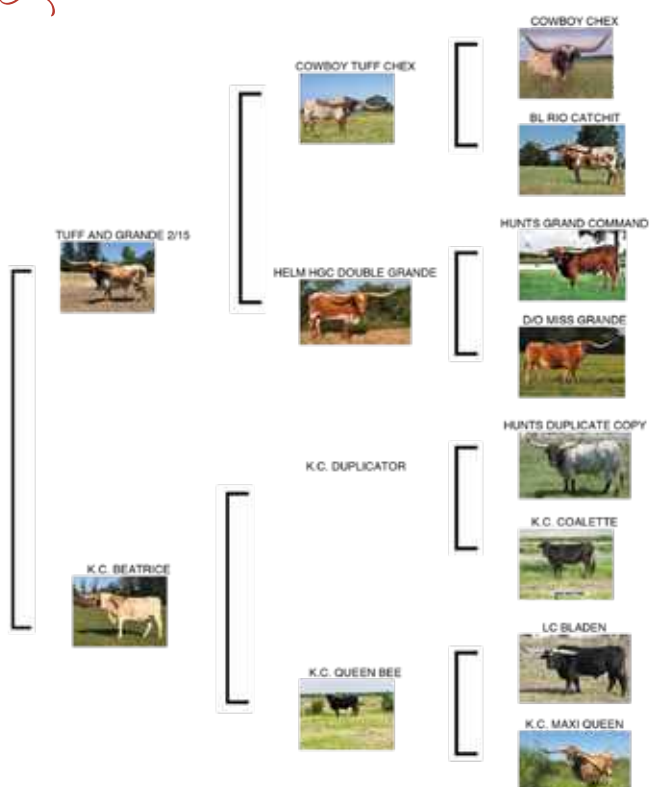 COWBOY CHEX
COWBOY TUFF CHEX
BL RIO CATCHIT
TUFF AND GRANDE 2/15
HUNTS GRAND COMMAND
HELM HGC DOUBLE GRANDE
D/O MISS GRANDE
HUNTS DUPLICATE COPY
K.C. DUPLICATOR
K.C. COALETTE
K.C. BEATRICE
LC BLADEN
K.C. QUEEN BEE
K.C. MAXI QUEEN